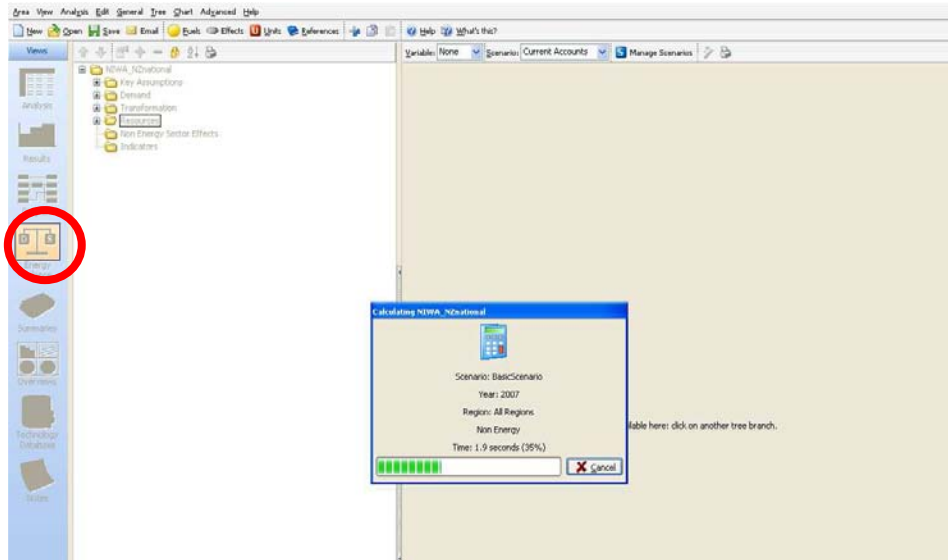 Area View Analysis Edit General Tree Chart Advanced Help
New Open Save Email Fuels Effects Units References Help What's this?
Views
Variable: None Scenario: Current Accounts Manage Scenarios
NIWA_NZnational
Key Assumptions
Demand
Transformation
Resources
Non Energy Sector Effects
Indicators
Analysis
Results
Energy
Summaries
Overviews
Technology
Database
Notes
Calculating NIWA_NZnational
Scenario: BasicScenario
Year: 2007
Region: All Regions
Non Energy
Time: 1.9 seconds (35%)
Cancel
ilable here: click on another tree branch.